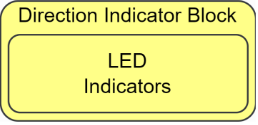 Direction Indicator Block
LED
Indicators